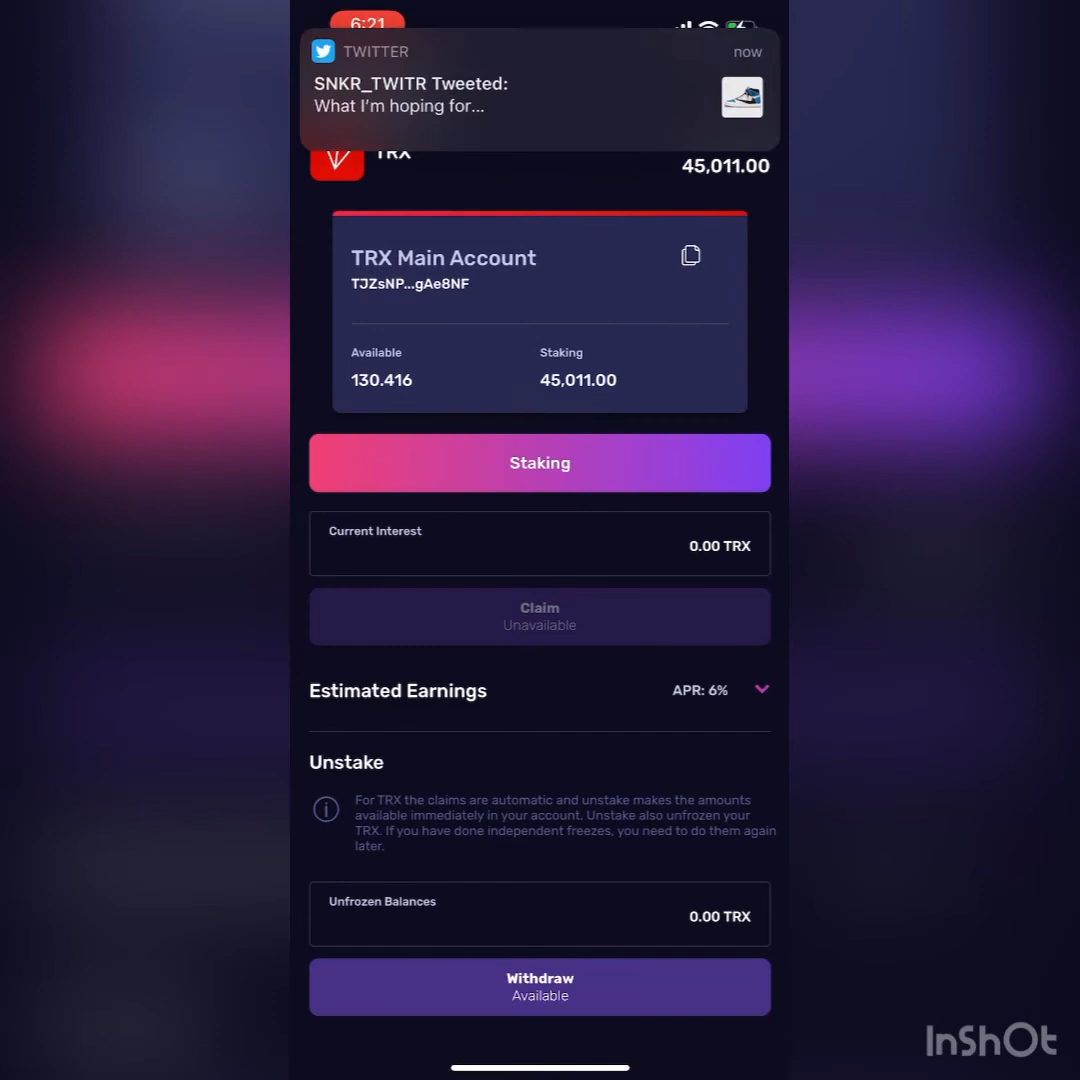 6:21
TWITTER
now
SNKR_TWITR Tweeted:
What I'm hoping for...
TRX
45,011.00
TRX Main Account
TJZsNP...gAe8NF
Available
Staking
130.416
45,011.00
Staking
Current Interest
0.00 TRX
Claim
Unavailable
Estimated Earnings
APR: 6%
Unstake
For TRX the claims are automatic and unstake makes the amounts
available immediately in your account. Unstake also unfrozen your
TRX. If you have done independent freezes, you need to do them again
later.
Unfrozen Balances
0.00 TRX
Withdraw
Available
InShOt